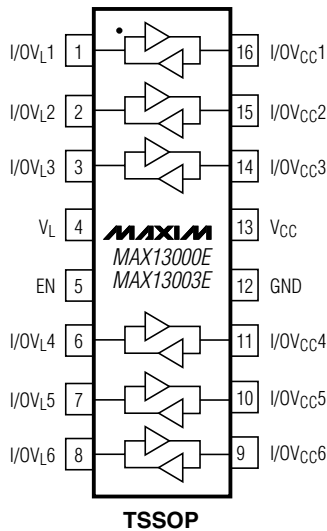 I/OVL1 1 16 I/OVCC1
I/OVL2 2 15 I/OVCC2
I/OVL3 3 14 I/OVCC3
VL 4 MAXIM 13 VCC
MAX13000E
MAX13003E
EN 5 12 GND
I/OVL4 6 11 I/OVCC4
I/OVL5 7 10 I/OVCC5
I/OVL6 8 9 I/OVCC6
TSSOP